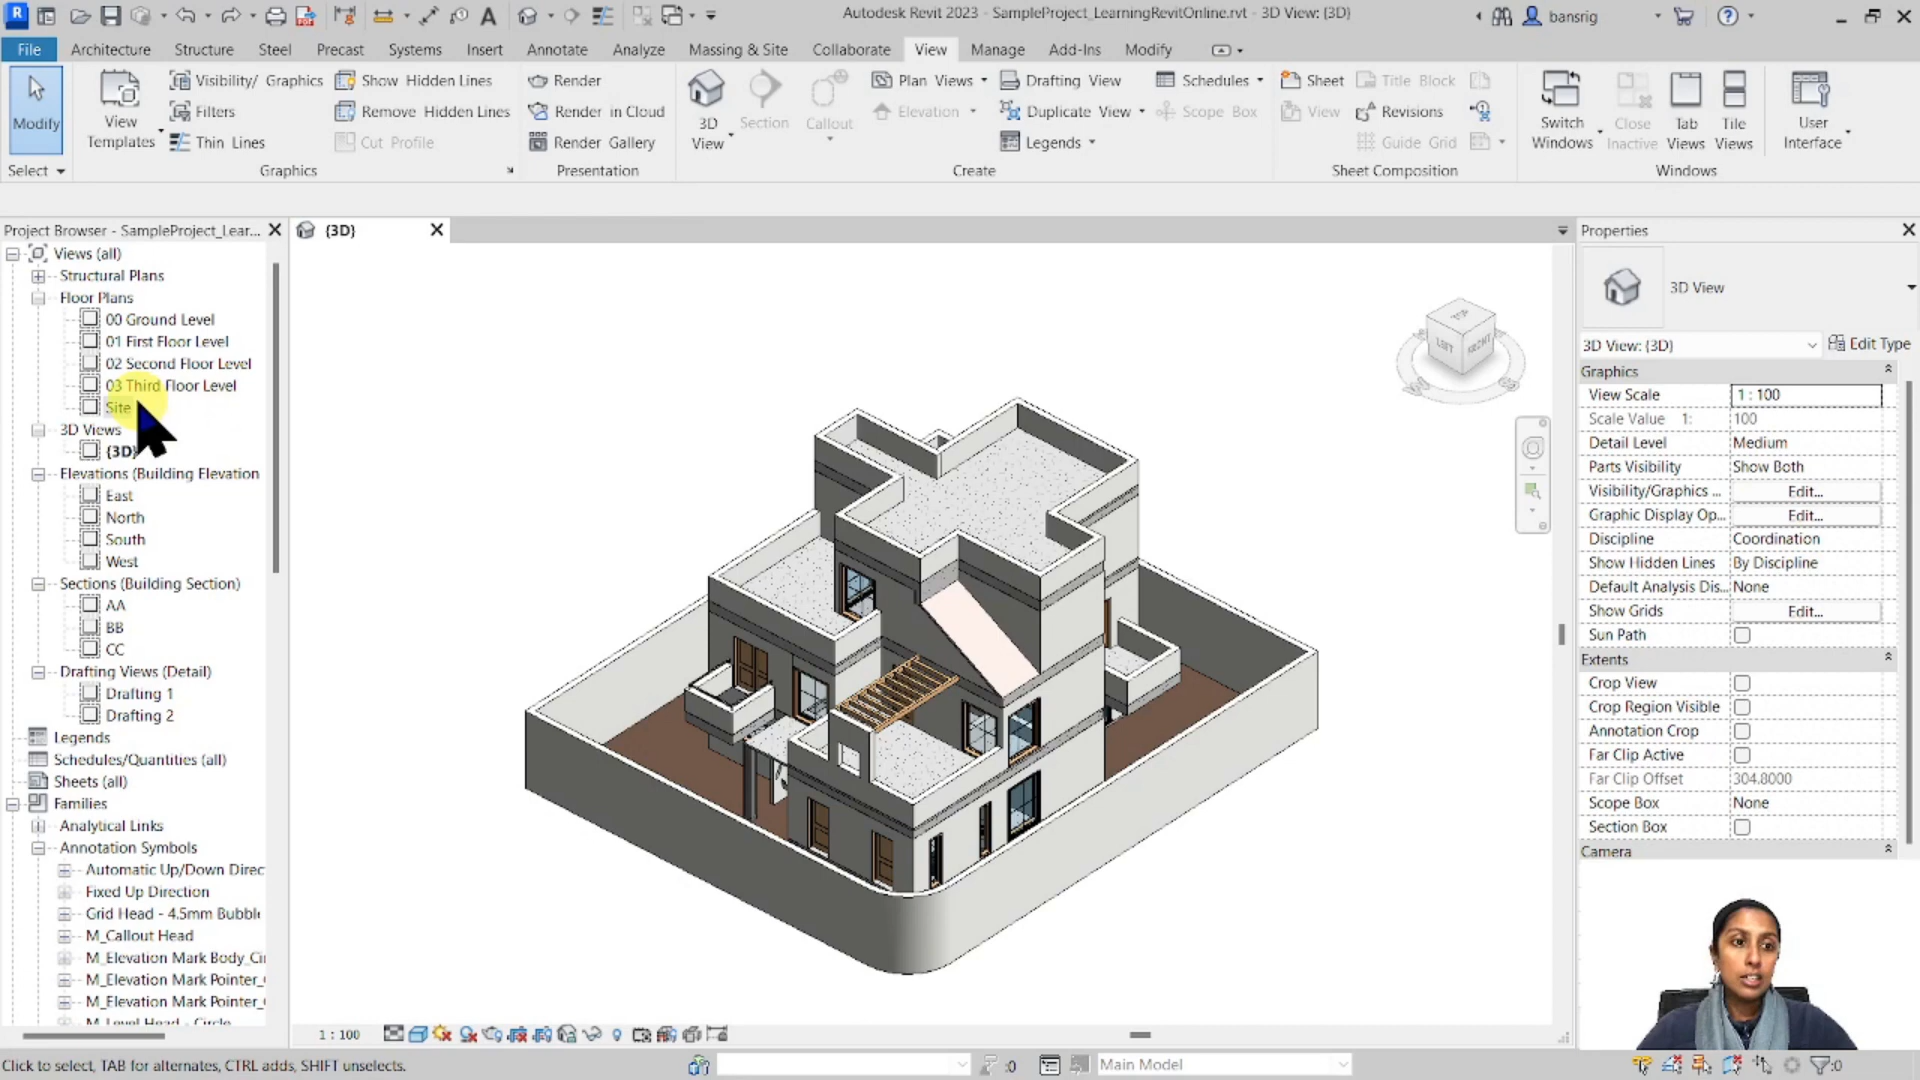 Autodesk Revit 2023 - SampleProject_LearningRevitOnline.rvt - 3D View: {3D}
bansrig
File Architecture Structure Steel Precast Systems Insert Annotate Analyze Massing & Site Collaborate View Manage Add-Ins Modify
Modify
Select
View Templates
Visibility/ Graphics
Filters
Thin Lines
Show Hidden Lines
Remove Hidden Lines
Cut Profile
Graphics
Render
Render in Cloud
Render Gallery
Presentation
3D View
Section
Callout
Plan Views
Elevation
Drafting View
Duplicate View
Legends
Schedules
Scope Box
Create
Sheet
View
Title Block
Revisions
Guide Grid
Sheet Composition
Switch Windows
Close Inactive
Tab Views
Tile Views
Windows
User Interface
Project Browser - SampleProject_Lear...
Views (all)
Structural Plans
Floor Plans
00 Ground Level
01 First Floor Level
02 Second Floor Level
03 Third Floor Level
Site
3D Views
{3D}
Elevations (Building Elevation
East
North
South
West
Sections (Building Section)
AA
BB
CC
Drafting Views (Detail)
Drafting 1
Drafting 2
Legends
Schedules/Quantities (all)
Sheets (all)
Families
Analytical Links
Annotation Symbols
Automatic Up/Down Direc
Fixed Up Direction
Grid Head - 4.5mm Bubble
M_Callout Head
M_Elevation Mark Body_Cir
M_Elevation Mark Pointer_
M_Elevation Mark Pointer_
M_Level Head - Circle
{3D}
TOP
LEFT
FRONT
1 : 100
Properties
3D View
3D View: {3D}
Edit Type
Graphics
View Scale 1 : 100
Scale Value 1: 100
Detail Level Medium
Parts Visibility Show Both
Visibility/Graphics ... Edit...
Graphic Display Op... Edit...
Discipline Coordination
Show Hidden Lines By Discipline
Default Analysis Dis... None
Show Grids Edit...
Sun Path
Extents
Crop View
Crop Region Visible
Annotation Crop
Far Clip Active
Far Clip Offset 304.8000
Scope Box None
Section Box
Camera
Click to select, TAB for alternates, CTRL adds, SHIFT unselects.
:0
Main Model
:0